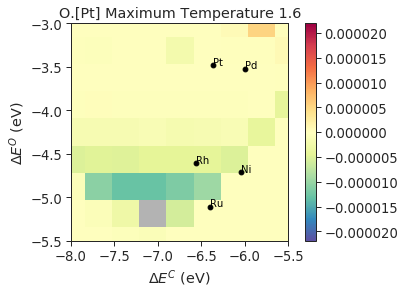 O.[Pt] Maximum Temperature 1.6
−3.0
−3.5
−4.0
−4.5
−5.0
−5.5
ΔE^O (eV)
Pt
Pd
Rh
Ni
Ru
−8.0 −7.5 −7.0 −6.5 −6.0 −5.5
ΔE^C (eV)
0.000020
0.000015
0.000010
0.000005
0.000000
−0.000005
−0.000010
−0.000015
−0.000020